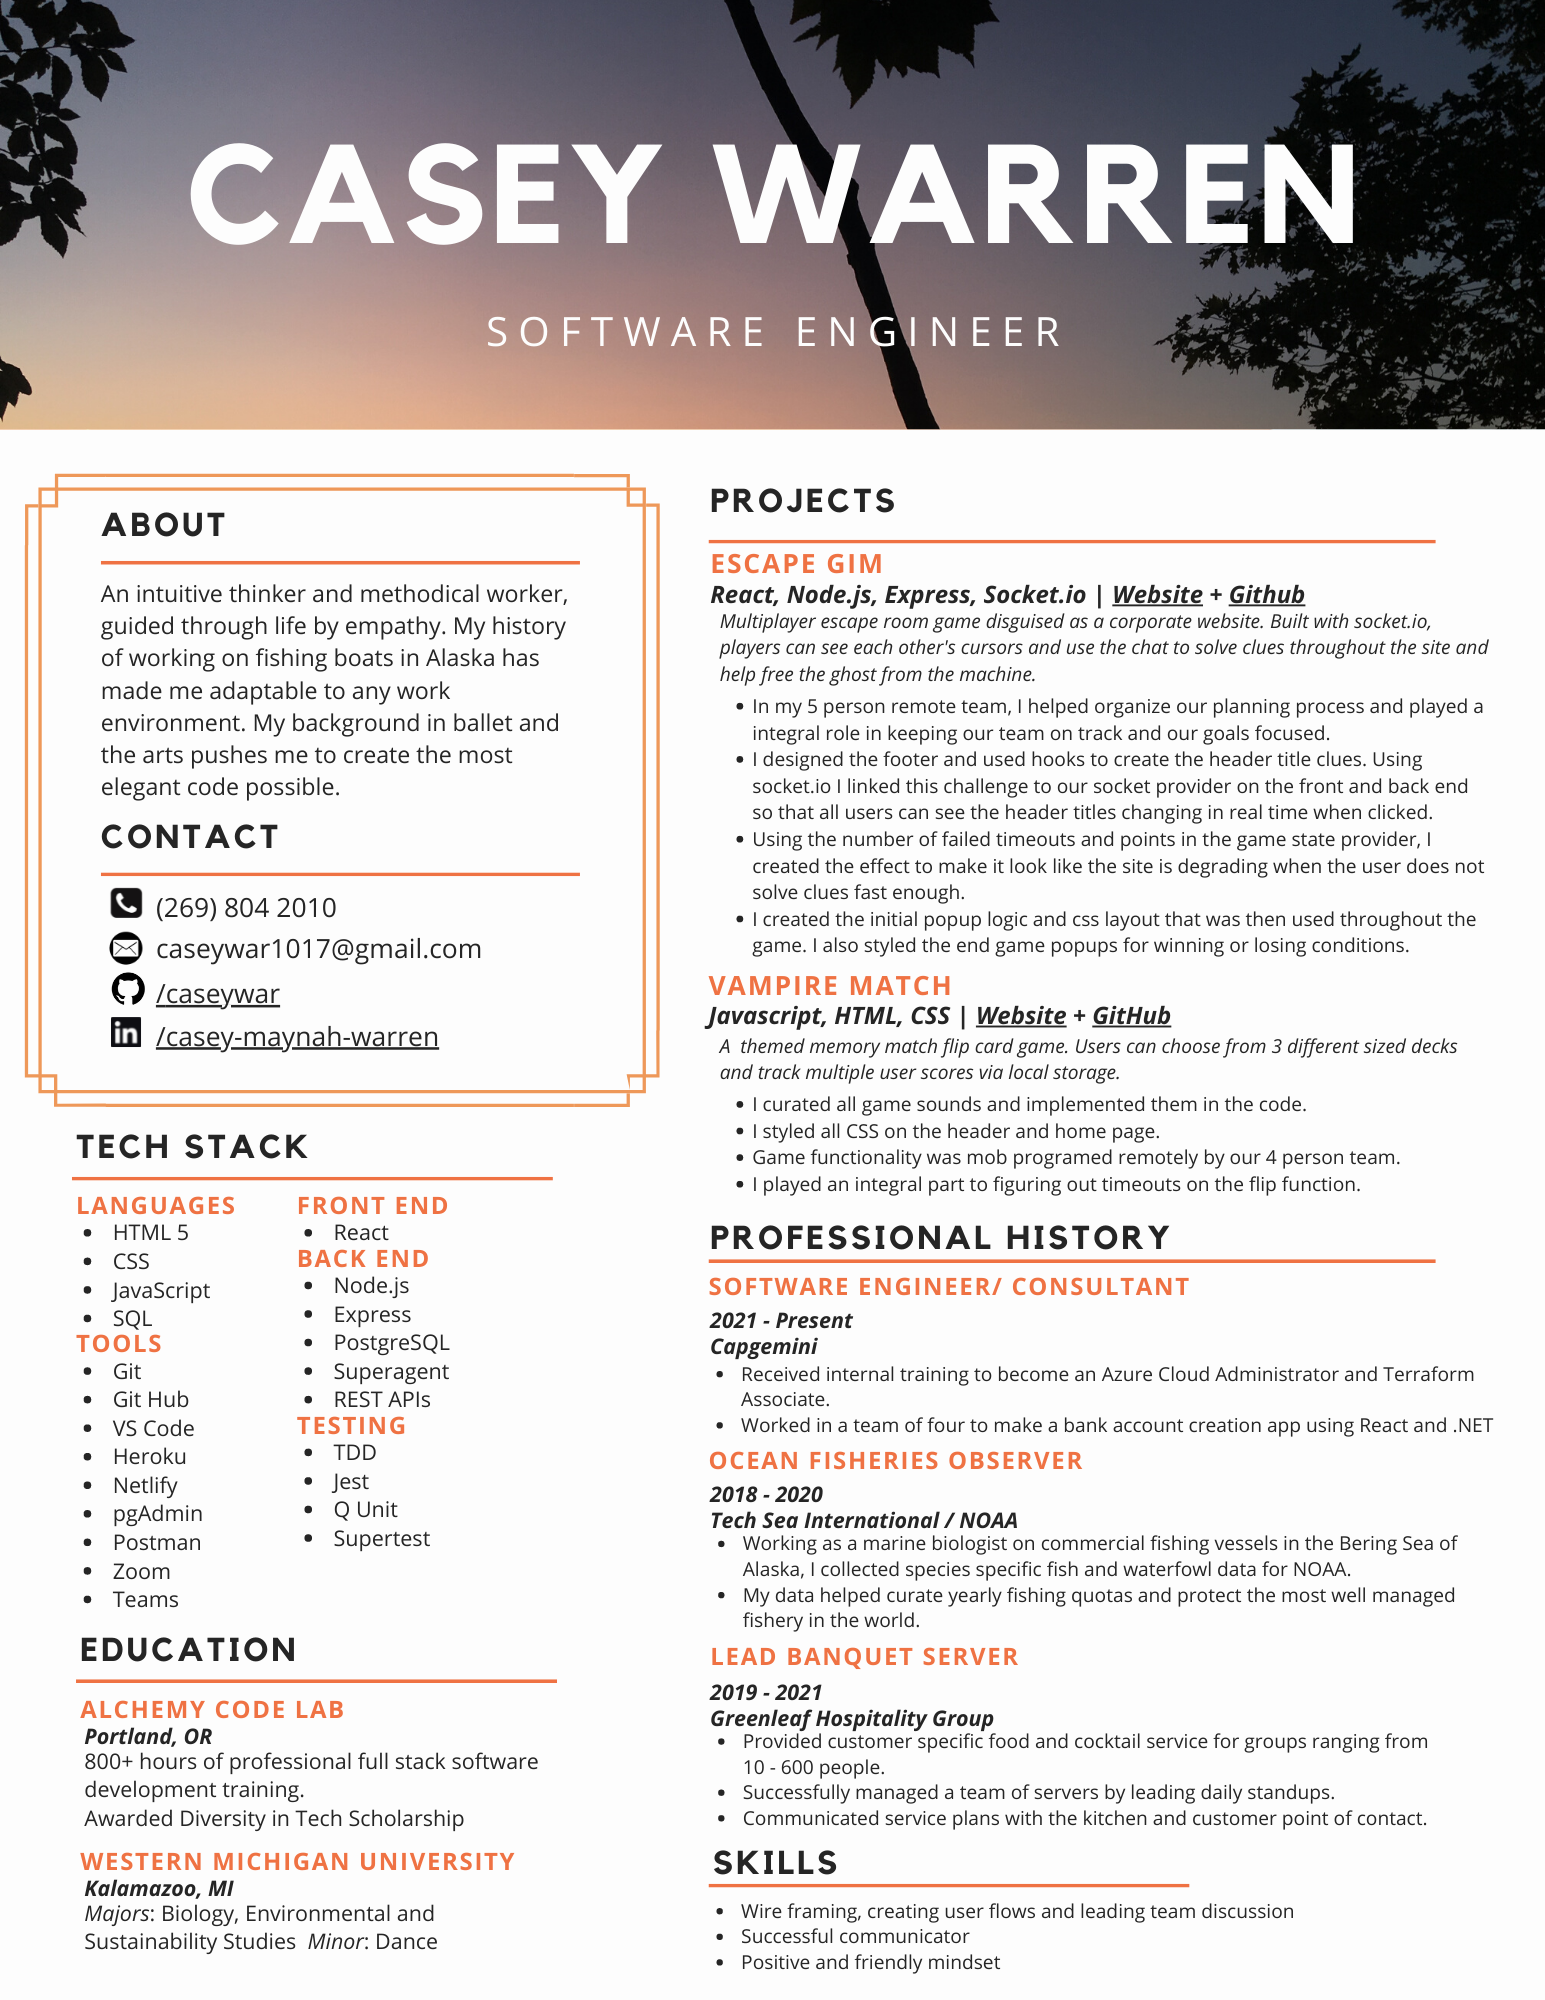 CASEY WARREN
SOFTWARE ENGINEER
ABOUT
An intuitive thinker and methodical worker,
guided through life by empathy. My history
of working on fishing boats in Alaska has
made me adaptable to any work
environment. My background in ballet and
the arts pushes me to create the most
elegant code possible.
CONTACT
(269) 804 2010
caseywar1017@gmail.com
/caseywar
in /casey-maynah-warren
TECH STACK
LANGUAGES
• HTML 5
• CSS
• JavaScript
• SQL
TOOLS
• Git
• Git Hub
• VS Code
• Heroku
• Netlify
• pgAdmin
• Postman
• Zoom
• Teams
FRONT END
• React
BACK END
• Node.js
• Express
• PostgreSQL
• Superagent
• REST APIs
TESTING
• TDD
• Jest
• Q Unit
• Supertest
EDUCATION
ALCHEMY CODE LAB
Portland, OR
800+ hours of professional full stack software
development training.
Awarded Diversity in Tech Scholarship
WESTERN MICHIGAN UNIVERSITY
Kalamazoo, MI
Majors: Biology, Environmental and
Sustainability Studies Minor: Dance
PROJECTS
ESCAPE GIM
React, Node.js, Express, Socket.io | Website + Github
Multiplayer escape room game disguised as a corporate website. Built with socket.io,
players can see each other's cursors and use the chat to solve clues throughout the site and
help free the ghost from the machine.
• In my 5 person remote team, I helped organize our planning process and played a
integral role in keeping our team on track and our goals focused.
• I designed the footer and used hooks to create the header title clues. Using
socket.io I linked this challenge to our socket provider on the front and back end
so that all users can see the header titles changing in real time when clicked.
• Using the number of failed timeouts and points in the game state provider, I
created the effect to make it look like the site is degrading when the user does not
solve clues fast enough.
• I created the initial popup logic and css layout that was then used throughout the
game. I also styled the end game popups for winning or losing conditions.
VAMPIRE MATCH
Javascript, HTML, CSS | Website + GitHub
A themed memory match flip card game. Users can choose from 3 different sized decks
and track multiple user scores via local storage.
• I curated all game sounds and implemented them in the code.
• I styled all CSS on the header and home page.
• Game functionality was mob programed remotely by our 4 person team.
• I played an integral part to figuring out timeouts on the flip function.
PROFESSIONAL HISTORY
SOFTWARE ENGINEER/ CONSULTANT
2021 - Present
Capgemini
• Received internal training to become an Azure Cloud Administrator and Terraform
Associate.
• Worked in a team of four to make a bank account creation app using React and .NET
OCEAN FISHERIES OBSERVER
2018 - 2020
Tech Sea International / NOAA
• Working as a marine biologist on commercial fishing vessels in the Bering Sea of
Alaska, I collected species specific fish and waterfowl data for NOAA.
• My data helped curate yearly fishing quotas and protect the most well managed
fishery in the world.
LEAD BANQUET SERVER
2019 - 2021
Greenleaf Hospitality Group
• Provided customer specific food and cocktail service for groups ranging from
10 - 600 people.
• Successfully managed a team of servers by leading daily standups.
• Communicated service plans with the kitchen and customer point of contact.
SKILLS
• Wire framing, creating user flows and leading team discussion
• Successful communicator
• Positive and friendly mindset